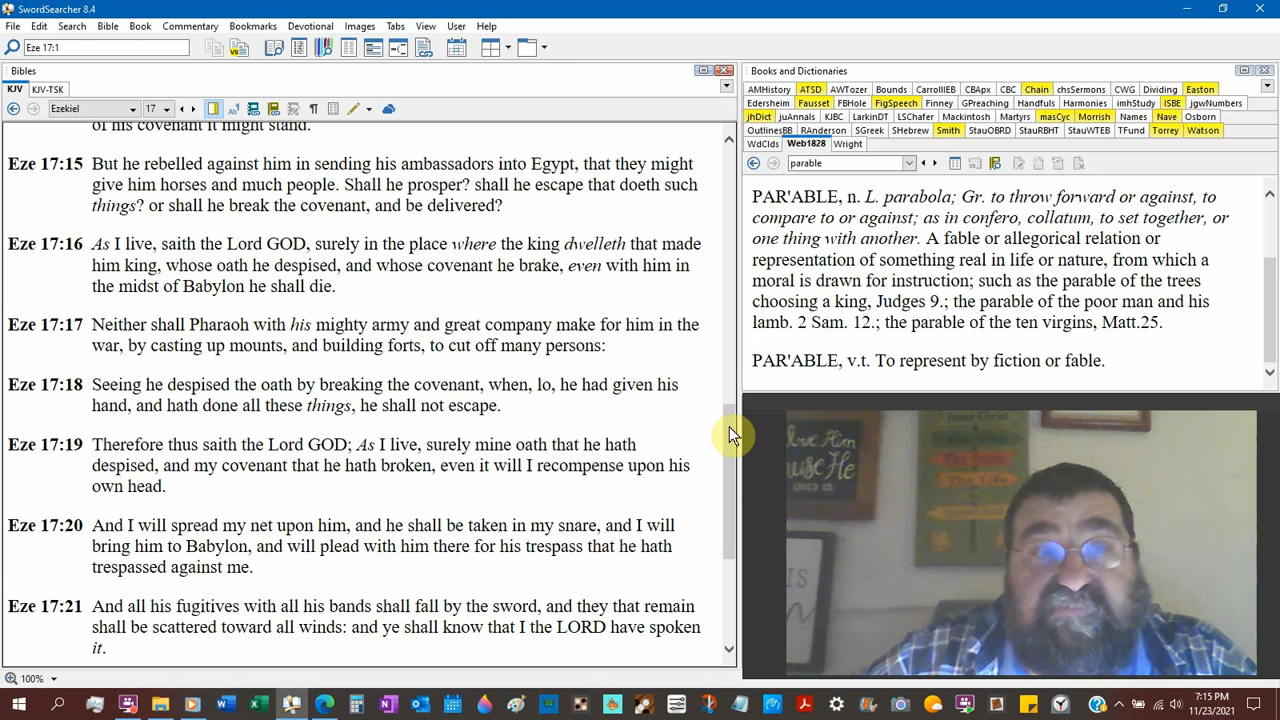 SwordSearcher 8.4
File Edit Search Bible Book Commentary Bookmarks Devotional Images Tabs View User Help
Eze 17:1
Bibles
KJV KJV-TSK
Ezekiel 17
of his covenant it might stand.
Eze 17:15 But he rebelled against him in sending his ambassadors into Egypt, that they might
give him horses and much people. Shall he prosper? shall he escape that doeth such
things? or shall he break the covenant, and be delivered?
Eze 17:16 As I live, saith the Lord GOD, surely in the place where the king dwelleth that made
him king, whose oath he despised, and whose covenant he brake, even with him in
the midst of Babylon he shall die.
Eze 17:17 Neither shall Pharaoh with his mighty army and great company make for him in the
war, by casting up mounts, and building forts, to cut off many persons:
Eze 17:18 Seeing he despised the oath by breaking the covenant, when, lo, he had given his
hand, and hath done all these things, he shall not escape.
Eze 17:19 Therefore thus saith the Lord GOD; As I live, surely mine oath that he hath
despised, and my covenant that he hath broken, even it will I recompense upon his
own head.
Eze 17:20 And I will spread my net upon him, and he shall be taken in my snare, and I will
bring him to Babylon, and will plead with him there for his trespass that he hath
trespassed against me.
Eze 17:21 And all his fugitives with all his bands shall fall by the sword, and they that remain
shall be scattered toward all winds: and ye shall know that I the LORD have spoken
it.
100%
Books and Dictionaries
AMHistory ATSD AWTozer Bounds CarrollEZ CBApx CBC Chain chsSermons CWG Dividing Easton
Edersheim Fausset FBHole FigSpeech Finney GPreaching Handfuls Harmonies imhStudy ISBE jgwNumbers
jhDict juAnnals KJBC LarkinDT LSChafer Mackintosh Martyrs masCyc Morrish Names Nave Osborn
OutlinesBB RAnderson SGreek SHebrew Smith StauOBRD StauRBHT StauWTEB TFund Torrey Watson
WdClds Web1828 Wright
parable
PAR'ABLE, n. L. parabola; Gr. to throw forward or against, to
compare to or against; as in confero, collatum, to set together, or
one thing with another. A fable or allegorical relation or
representation of something real in life or nature, from which a
moral is drawn for instruction; such as the parable of the trees
choosing a king, Judges 9.; the parable of the poor man and his
lamb. 2 Sam. 12.; the parable of the ten virgins, Matt.25.
PAR'ABLE, v.t. To represent by fiction or fable.
Jesus Christ
7:15 PM
11/23/2021